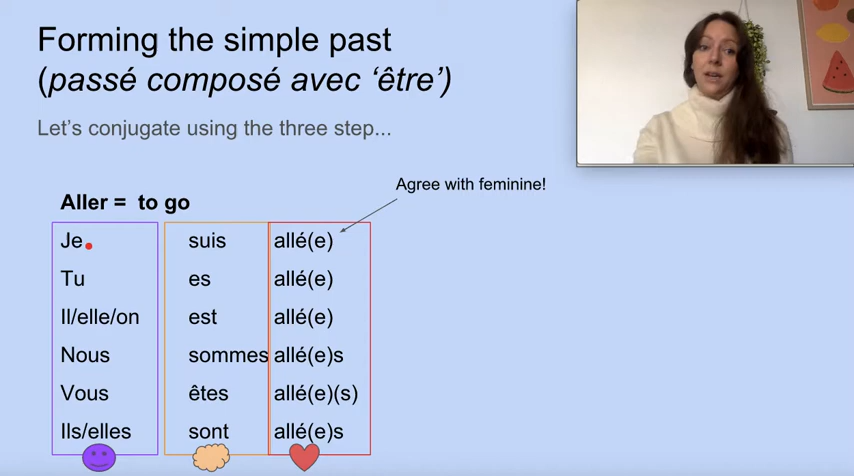 Forming the simple past
(passé composé avec ‘être’)
Let’s conjugate using the three step...
Agree with feminine!
Aller = to go
Je suis allé(e)
Tu es allé(e)
Il/elle/on est allé(e)
Nous sommes allé(e)s
Vous êtes allé(e)(s)
Ils/elles sont allé(e)s